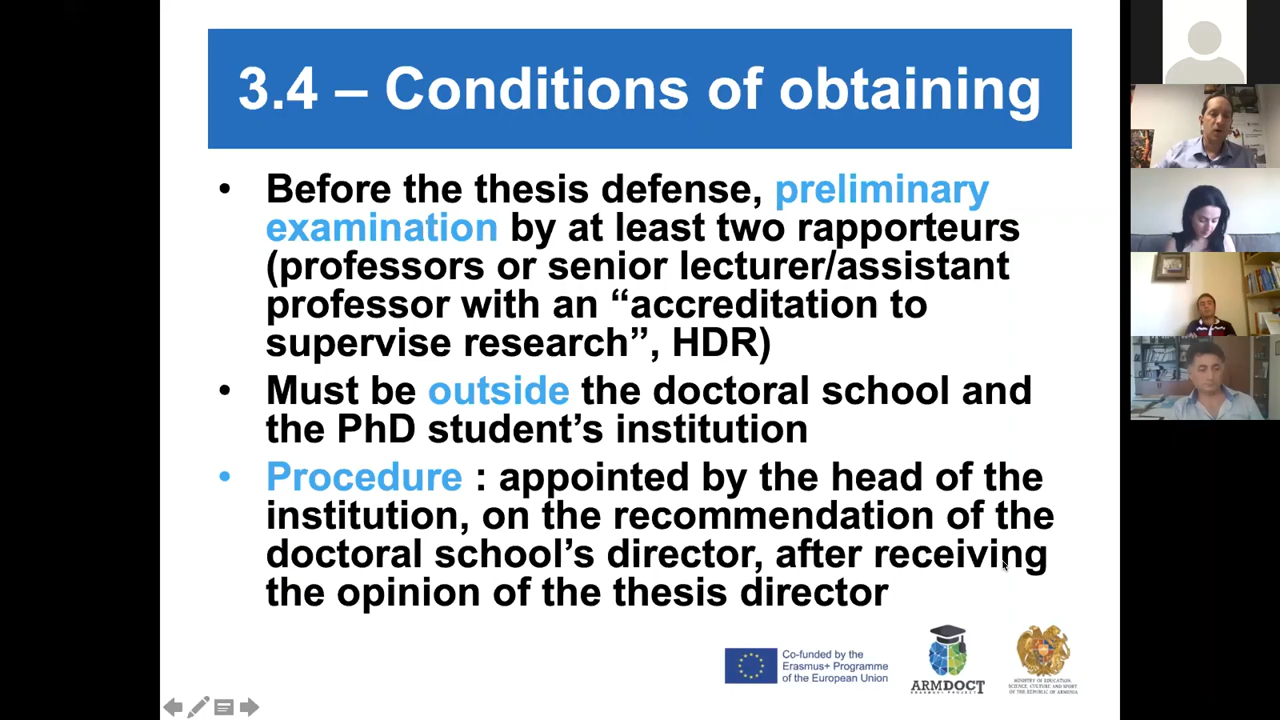 3.4 – Conditions of obtaining
• Before the thesis defense, preliminary
examination by at least two rapporteurs
(professors or senior lecturer/assistant
professor with an “accreditation to
supervise research”, HDR)
• Must be outside the doctoral school and
the PhD student’s institution
• Procedure : appointed by the head of the
institution, on the recommendation of the
doctoral school’s director, after receiving
the opinion of the thesis director
Co-funded by the
Erasmus+ Programme
of the European Union
ARMDOCT
ERASMUS+ PROJECT
MINISTRY OF EDUCATION,
SCIENCE, CULTURE AND SPORT
OF THE REPUBLIC OF ARMENIA